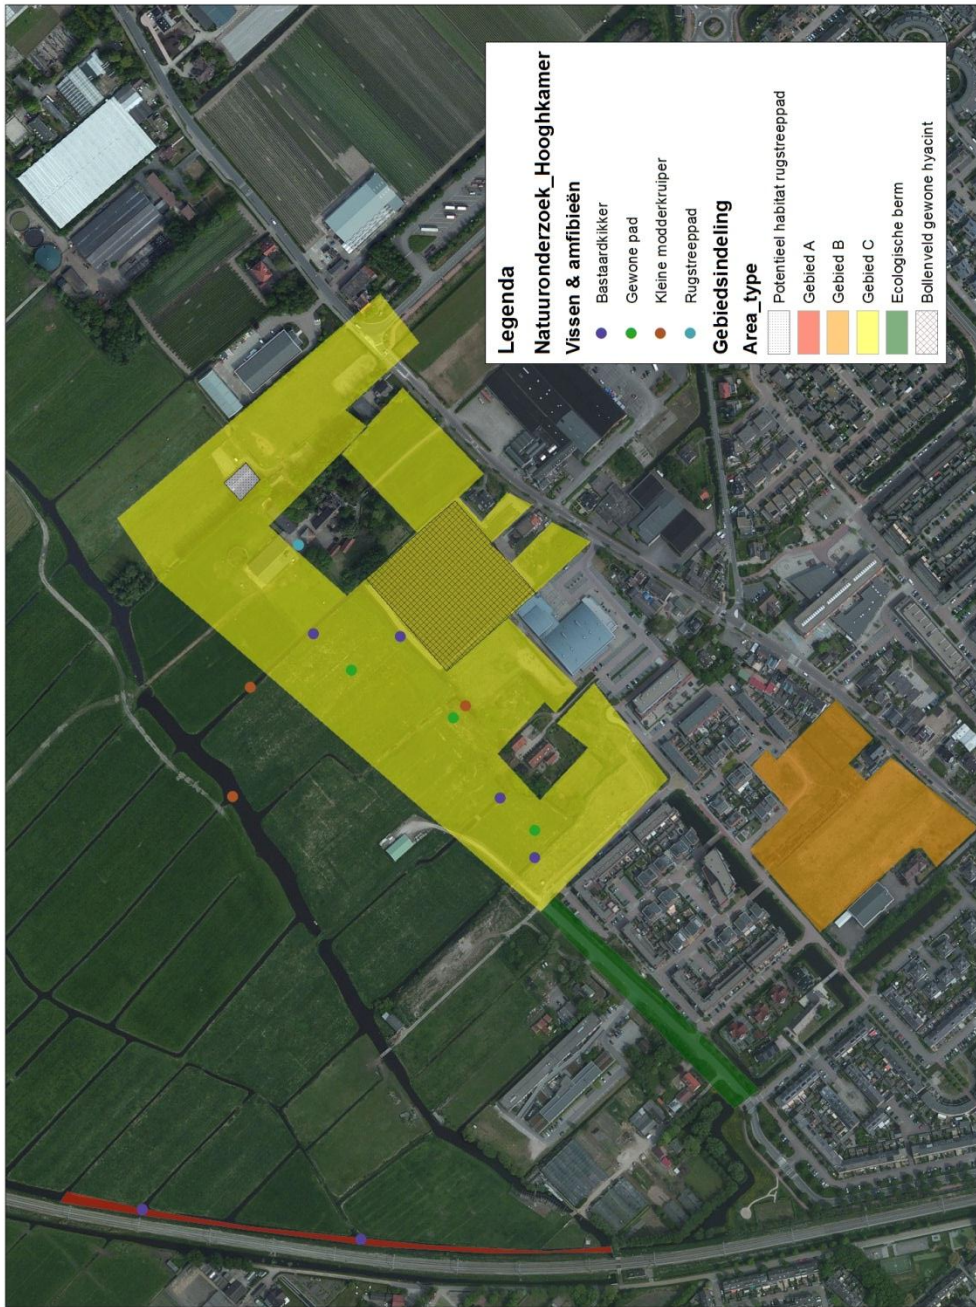 Legenda
Natuuronderzoek_Hooghkamer
Vissen & amfibieën
Bastaardkikker
Gewone pad
Kleine modderkruiper
Rugstreeppad
Gebiedsindeling
Area_type
Potentieel habitat rugstreeppad
Gebied A
Gebied B
Gebied C
Ecologische berm
Bollenveld gewone hyacint